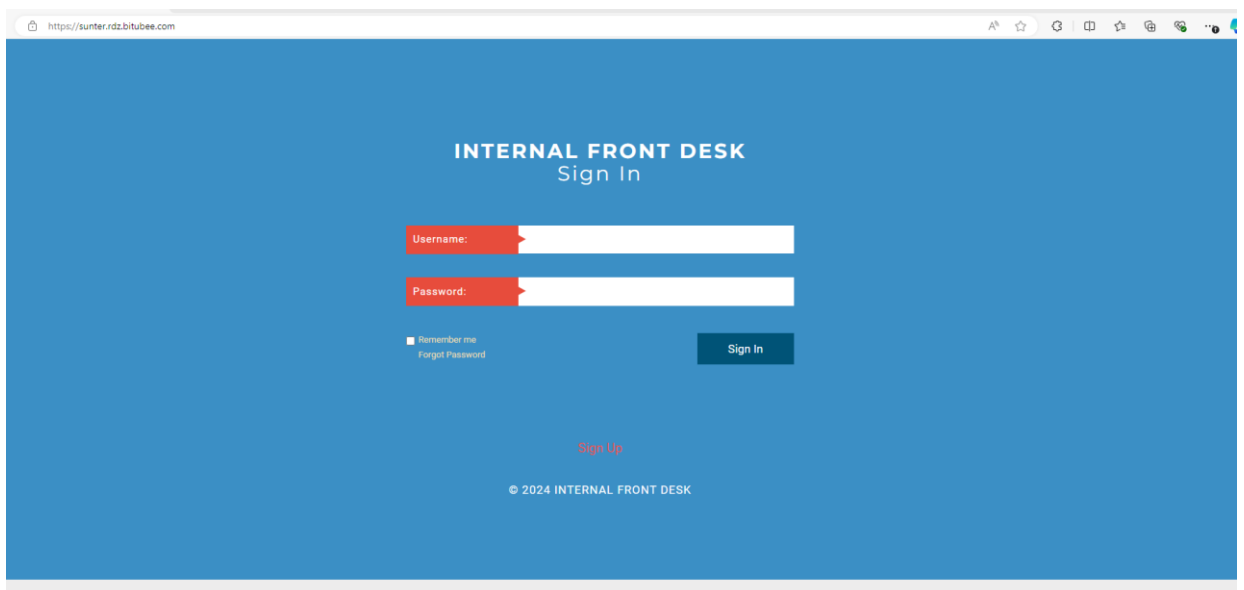 https://sunter.rdz.bitubee.com
INTERNAL FRONT DESK
Sign In
Username:
Password:
Remember me
Forgot Password
Sign In
Sign Up
© 2024 INTERNAL FRONT DESK